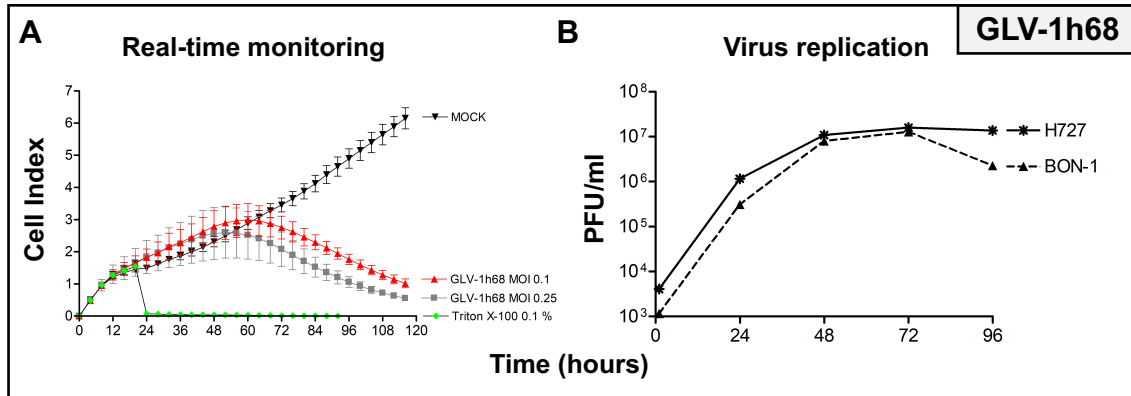 GLV-1h68
A
Real-time monitoring
Cell Index
7
6
5
4
3
2
1
0
0 12 24 36 48 60 72 84 96 108 120
MOCK
GLV-1h68 MOI 0.1
GLV-1h68 MOI 0.25
Triton X-100 0.1 %
B
Virus replication
PFU/ml
10⁸
10⁷
10⁶
10⁵
10⁴
10³
0 24 48 72 96
H727
BON-1
Time (hours)